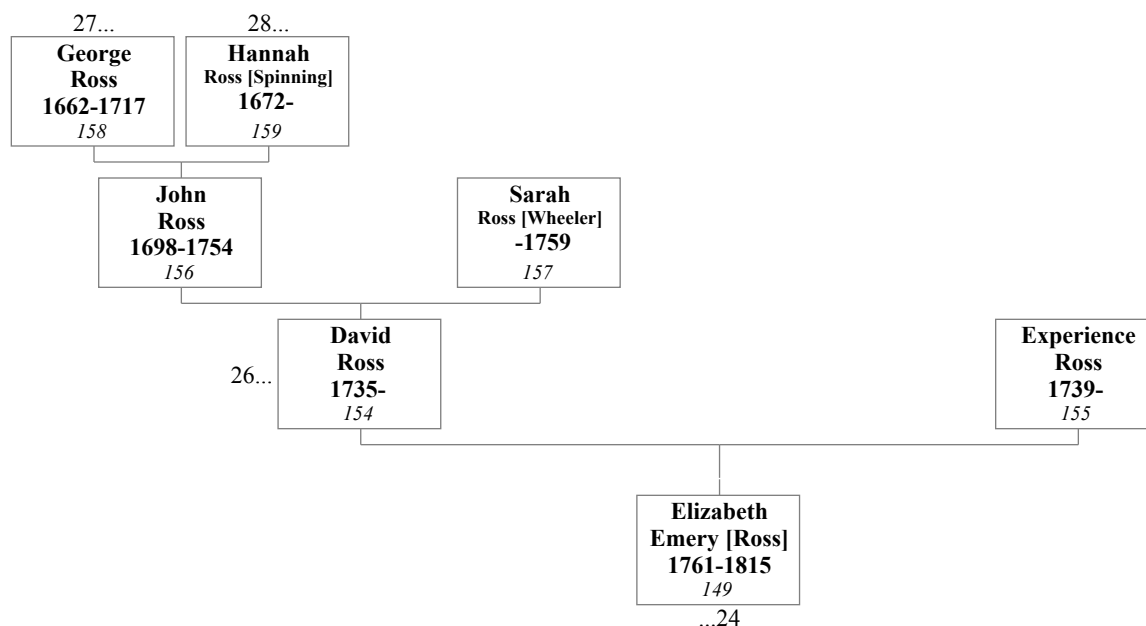 27...
George
Ross
1662-1717
158
28...
Hannah
Ross [Spinning]
1672-
159
John
Ross
1698-1754
156
Sarah
Ross [Wheeler]
-1759
157
26...
David
Ross
1735-
154
Experience
Ross
1739-
155
Elizabeth
Emery [Ross]
1761-1815
149
...24